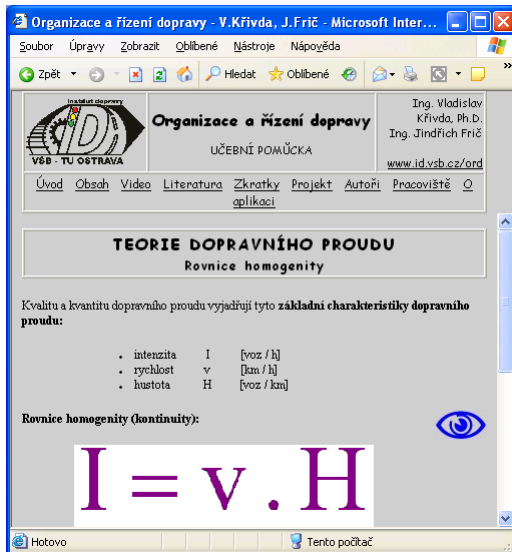 Organizace a řízení dopravy - V.Křivda, J.Frič - Microsoft Inter...
Soubor Úpravy Zobrazit Oblíbené Nástroje Nápověda
Zpět Hledat Oblíbené
Institut dopravy
VŠB - TU OSTRAVA
Organizace a řízení dopravy
UČEBNÍ POMŮCKA
Ing. Vladislav
Křivda, Ph.D.
Ing. Jindřich Frič
www.id.vsb.cz/ord
Úvod Obsah Video Literatura Zkratky Projekt Autoři Pracoviště O
aplikaci
TEORIE DOPRAVNÍHO PROUDU
Rovnice homogenity
Kvalitu a kvantitu dopravního proudu vyjadřují tyto základní charakteristiky dopravního
proudu:
• intenzita I [voz / h]
• rychlost v [km / h]
• hustota H [voz / km]
Rovnice homogenity (kontinuity):
I = v . H
Hotovo Tento počítač